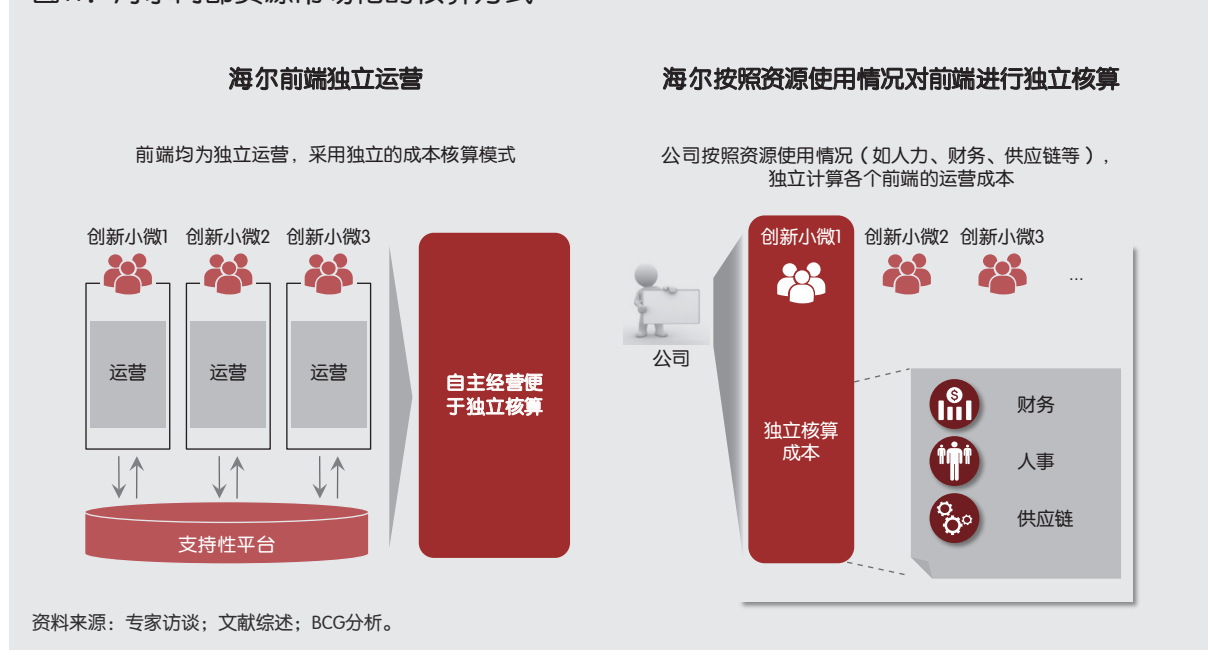 海尔前端独立运营
前端均为独立运营，采用独立的成本核算模式
创新小微1 创新小微2 创新小微3
运营 运营 运营
自主经营便
于独立核算
支持性平台
海尔按照资源使用情况对前端进行独立核算
公司按照资源使用情况（如人力、财务、供应链等），
独立计算各个前端的运营成本
创新小微1 创新小微2 创新小微3
...
公司
独立核算
成本
财务
人事
供应链
资料来源：专家访谈；文献综述；BCG分析。